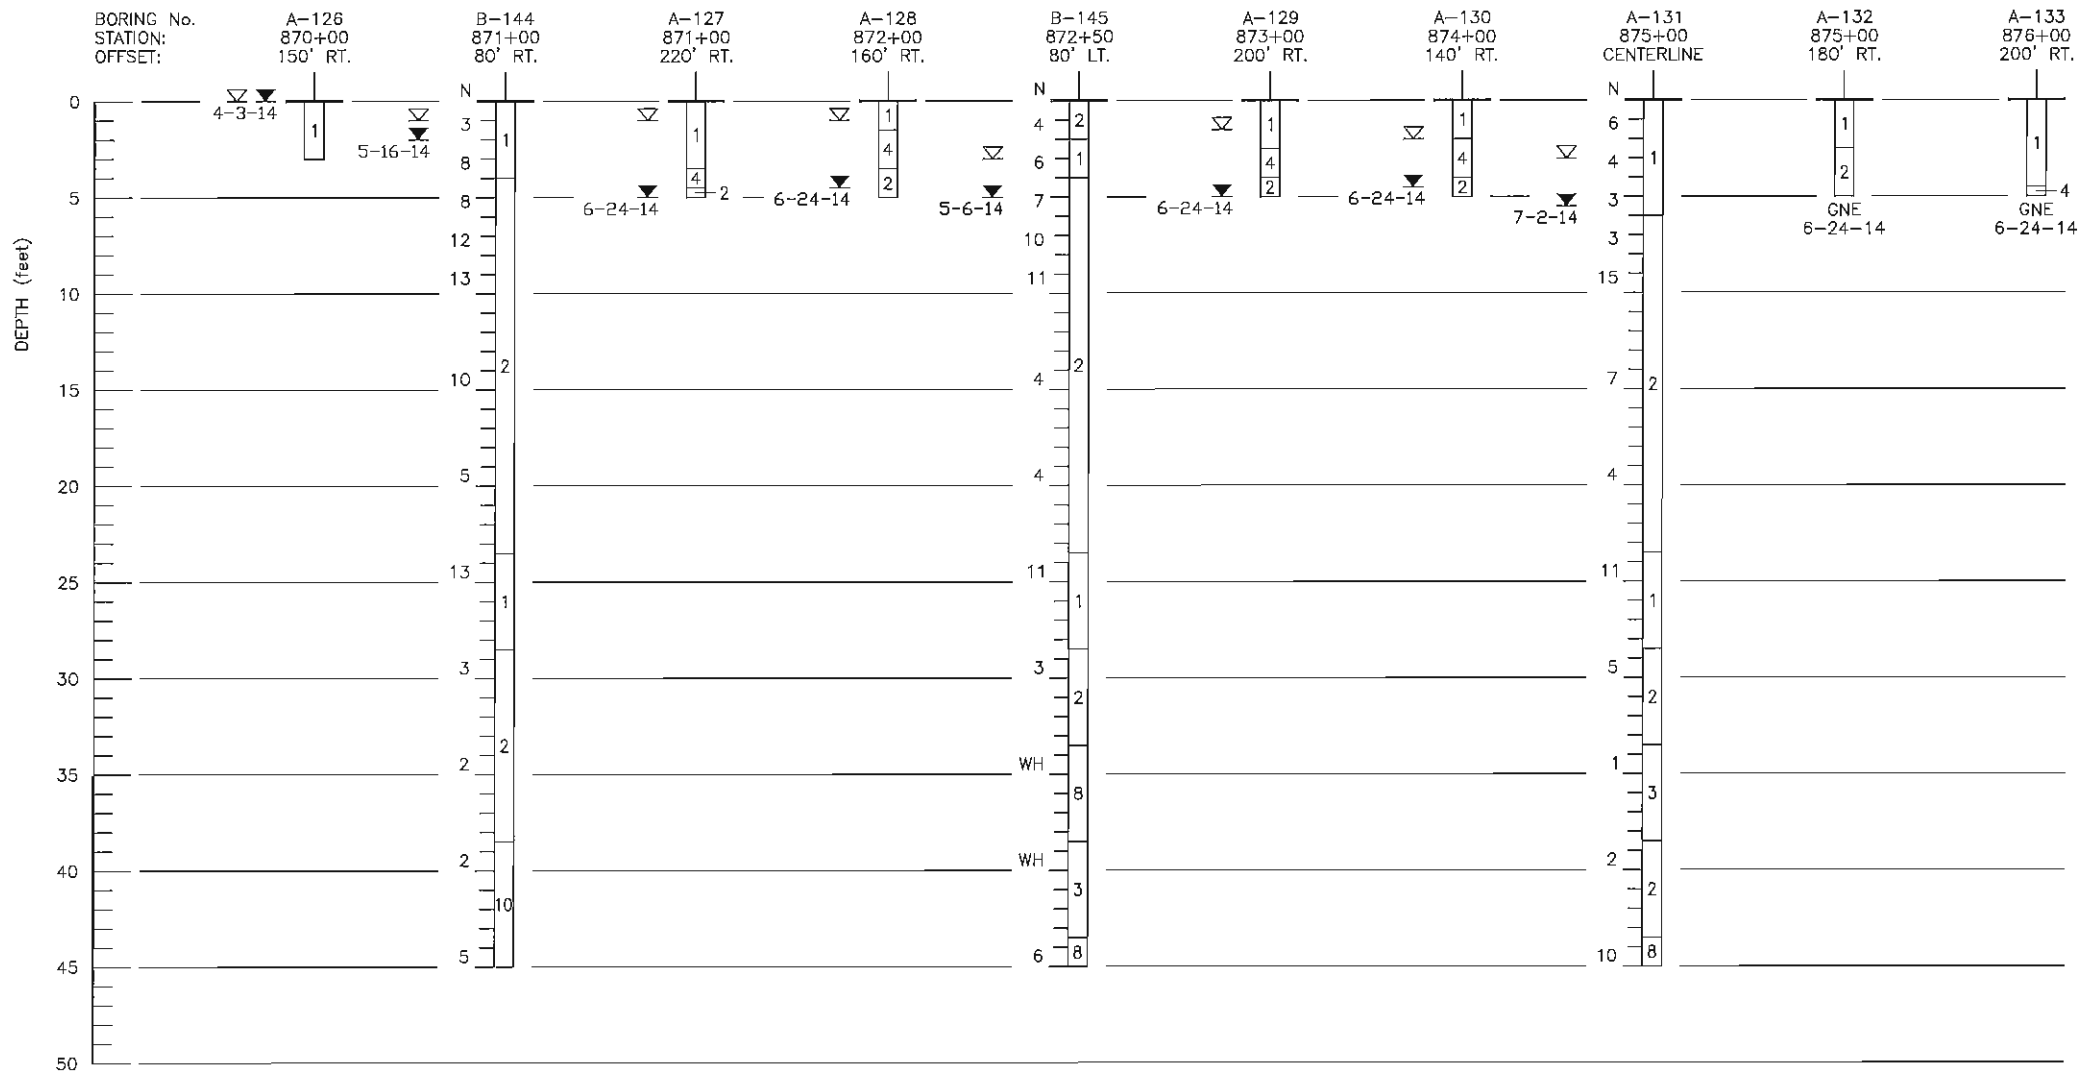 BORING No. A-126 B-144 A-127 A-128 B-145 A-129 A-130 A-131 A-132 A-133
STATION: 870+00 871+00 871+00 872+00 872+50 873+00 874+00 875+00 875+00 876+00
OFFSET: 150' RT. 80' RT. 220' RT. 160' RT. 80' LT. 200' RT. 140' RT. CENTERLINE 180' RT. 200' RT.
N N N
0
4-3-14 1 3 1 4 2 1 1 6 1
5-16-14 1 1 4 1 1
8 4 6 1 4 4 4 1 2
4 2 2 2 2 4
5 6-24-14 8 6-24-14 5-6-14 7 6-24-14 6-24-14 7-2-14 3 GNE GNE
6-24-14 6-24-14
12 10 3
13 11 15
10
DEPTH (feet)
2 2 2
10 4 7
15
5 4 4
20
13 11 11
25
1 1 1
3 3 5
30
2 2
2
2 WH 1
35
8 3
2 WH 2
40
10 3 2
5 6 8 10 8
45
50